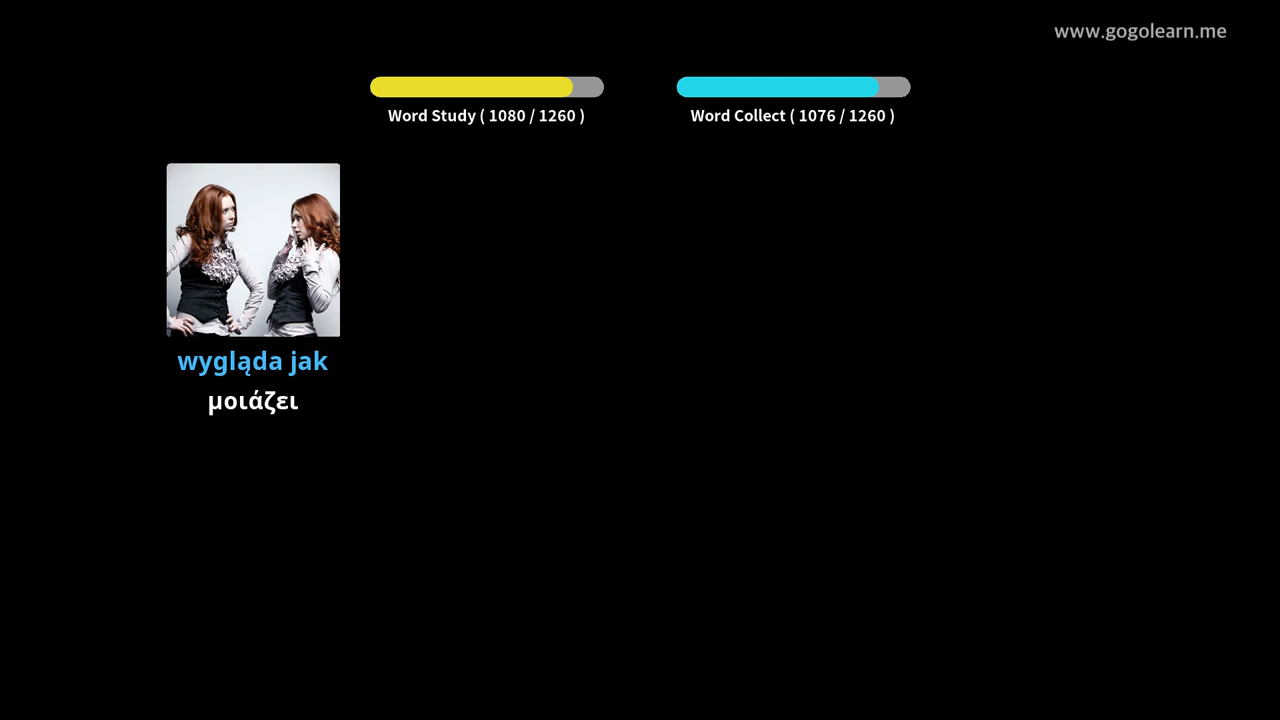 www.gogolearn.me
Word Study ( 1080 / 1260 )
Word Collect ( 1076 / 1260 )
wygląda jak
μοιάζει